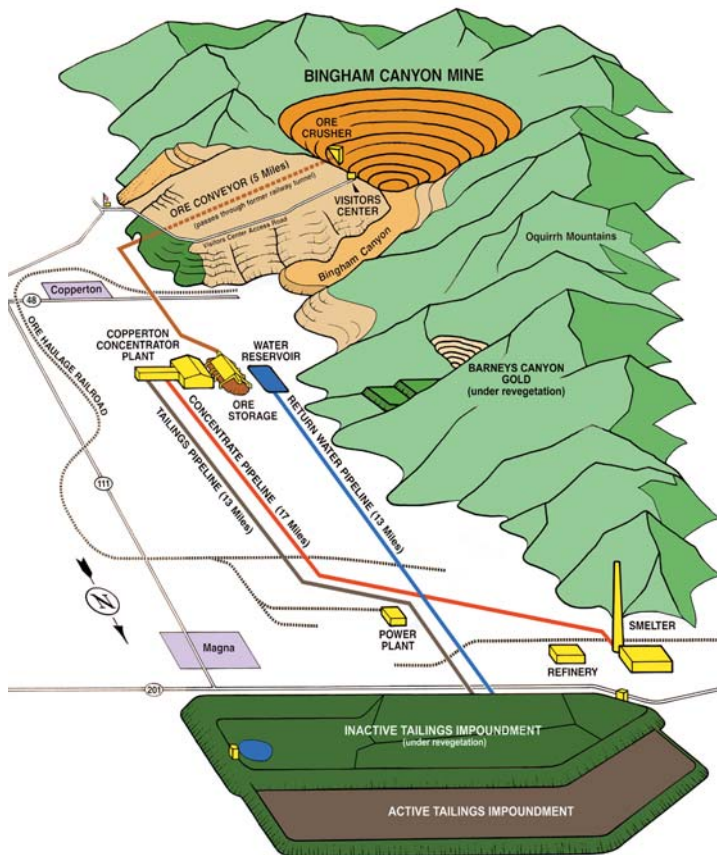 BINGHAM CANYON MINE
ORE
CRUSHER
ORE CONVEYOR (5 Miles)
(passes through former railway tunnel)
VISITORS
CENTER
Visitors Center Access Road
Bingham Canyon
Oquirrh Mountains
Copperton
48
ORE HAULAGE RAILROAD
COPPERTON
CONCENTRATOR
PLANT
WATER
RESERVOIR
ORE
STORAGE
BARNEYS CANYON
GOLD
(under revegetation)
TAILINGS PIPELINE (13 Miles)
CONCENTRATE PIPELINE (17 Miles)
RETURN WATER PIPELINE (13 Miles)
111
N
Magna
POWER
PLANT
SMELTER
REFINERY
201
INACTIVE TAILINGS IMPOUNDMENT
(under revegetation)
ACTIVE TAILINGS IMPOUNDMENT